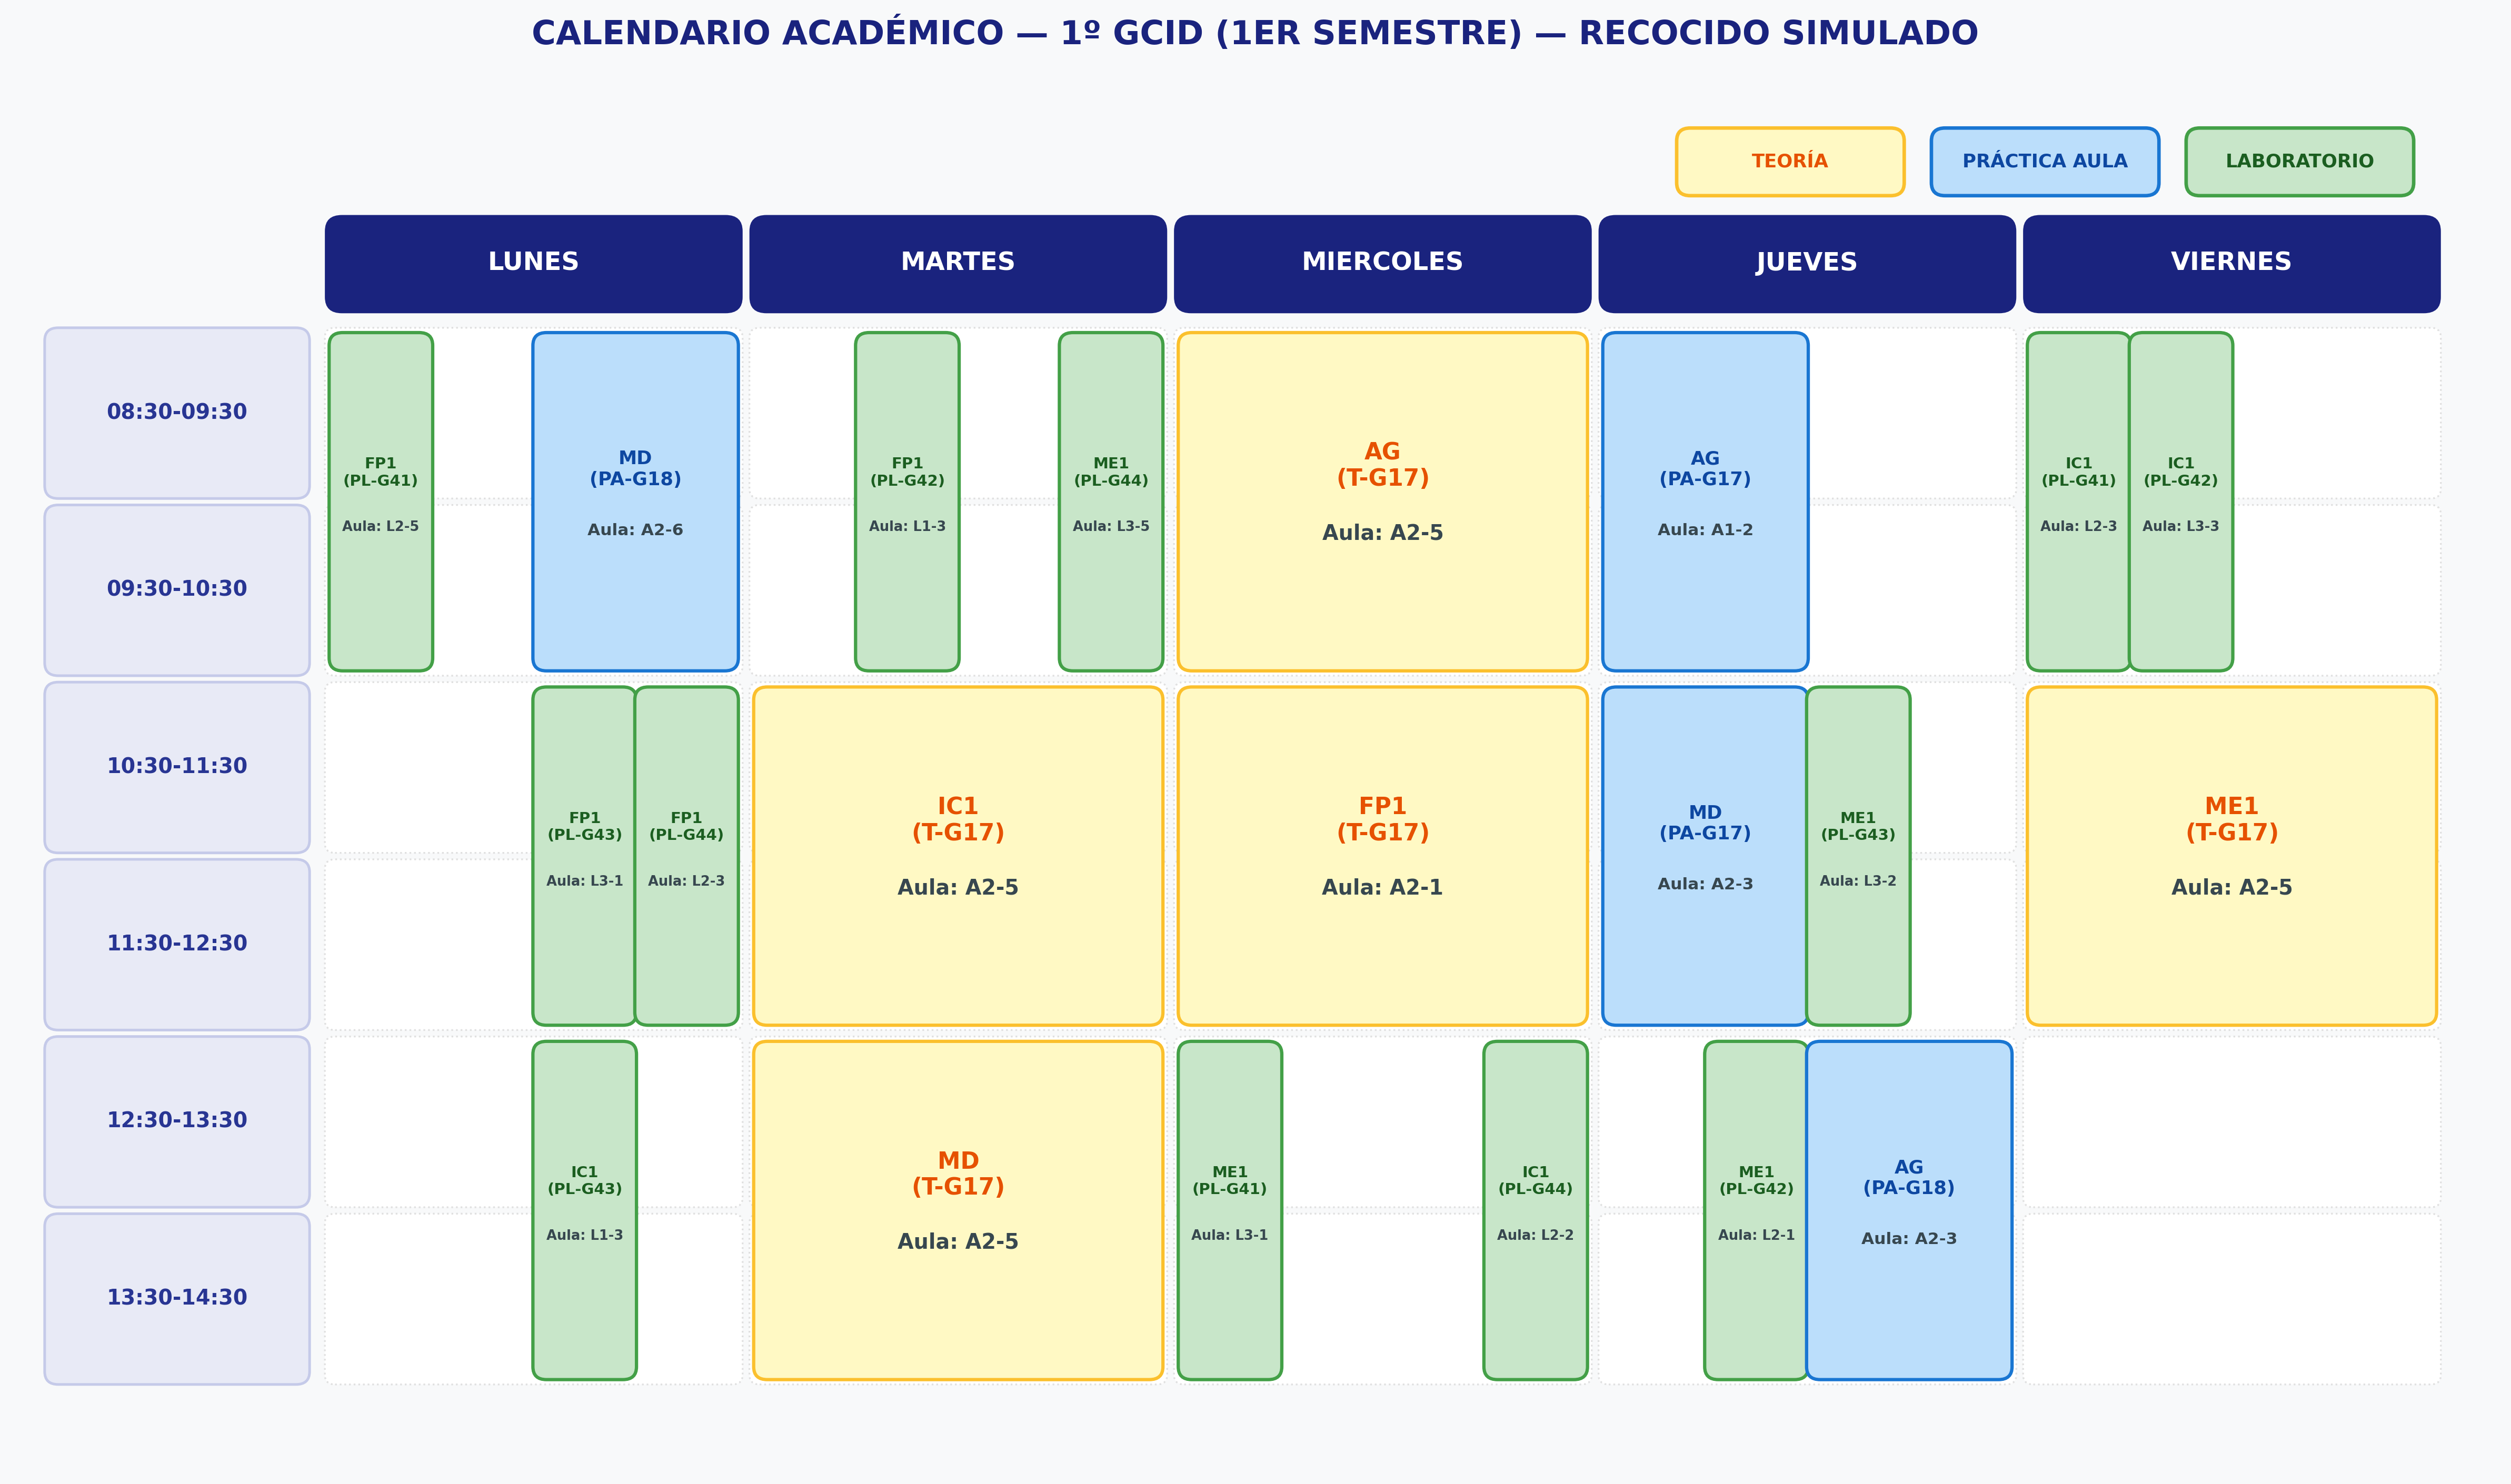 CALENDARIO ACADÉMICO — 1º GCID (1ER SEMESTRE) — RECOCIDO SIMULADO
TEORÍA
PRÁCTICA AULA
LABORATORIO
LUNES
MARTES
MIERCOLES
JUEVES
VIERNES
08:30-09:30
09:30-10:30
FP1
(PL-G41)
Aula: L2-5
MD
(PA-G18)
Aula: A2-6
FP1
(PL-G42)
Aula: L1-3
ME1
(PL-G44)
Aula: L3-5
AG
(T-G17)
Aula: A2-5
AG
(PA-G17)
Aula: A1-2
IC1
(PL-G41)
Aula: L2-3
IC1
(PL-G42)
Aula: L3-3
10:30-11:30
11:30-12:30
FP1
(PL-G43)
Aula: L3-1
FP1
(PL-G44)
Aula: L2-3
IC1
(T-G17)
Aula: A2-5
FP1
(T-G17)
Aula: A2-1
MD
(PA-G17)
Aula: A2-3
ME1
(PL-G43)
Aula: L3-2
ME1
(T-G17)
Aula: A2-5
12:30-13:30
13:30-14:30
IC1
(PL-G43)
Aula: L1-3
MD
(T-G17)
Aula: A2-5
ME1
(PL-G41)
Aula: L3-1
IC1
(PL-G44)
Aula: L2-2
ME1
(PL-G42)
Aula: L2-1
AG
(PA-G18)
Aula: A2-3